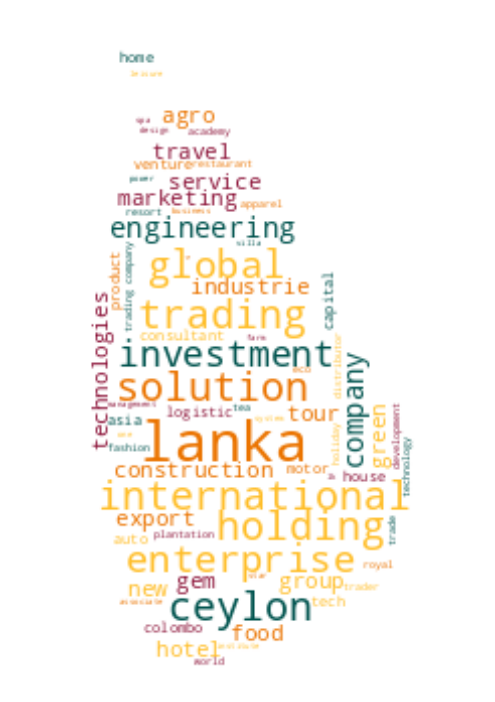 home
leisure
agro
spa
design academy
travel
venture restaurant
power
service
marketing
apparel
resort business
engineering
villa
global
product
trading company
industrie
capital
trading
consultant
farm
distributor
technologies
investment
company
eco
solution
management
logistic tea
tour
asia
system
green
development
technology
holiday
fashion
lanka
construction
motor
house
international
export
holding
trade
auto
plantation
enterprise
royal
star
new
gem
group
trader
associate
ceylon
tech
colombo
food
hotel
institute
world